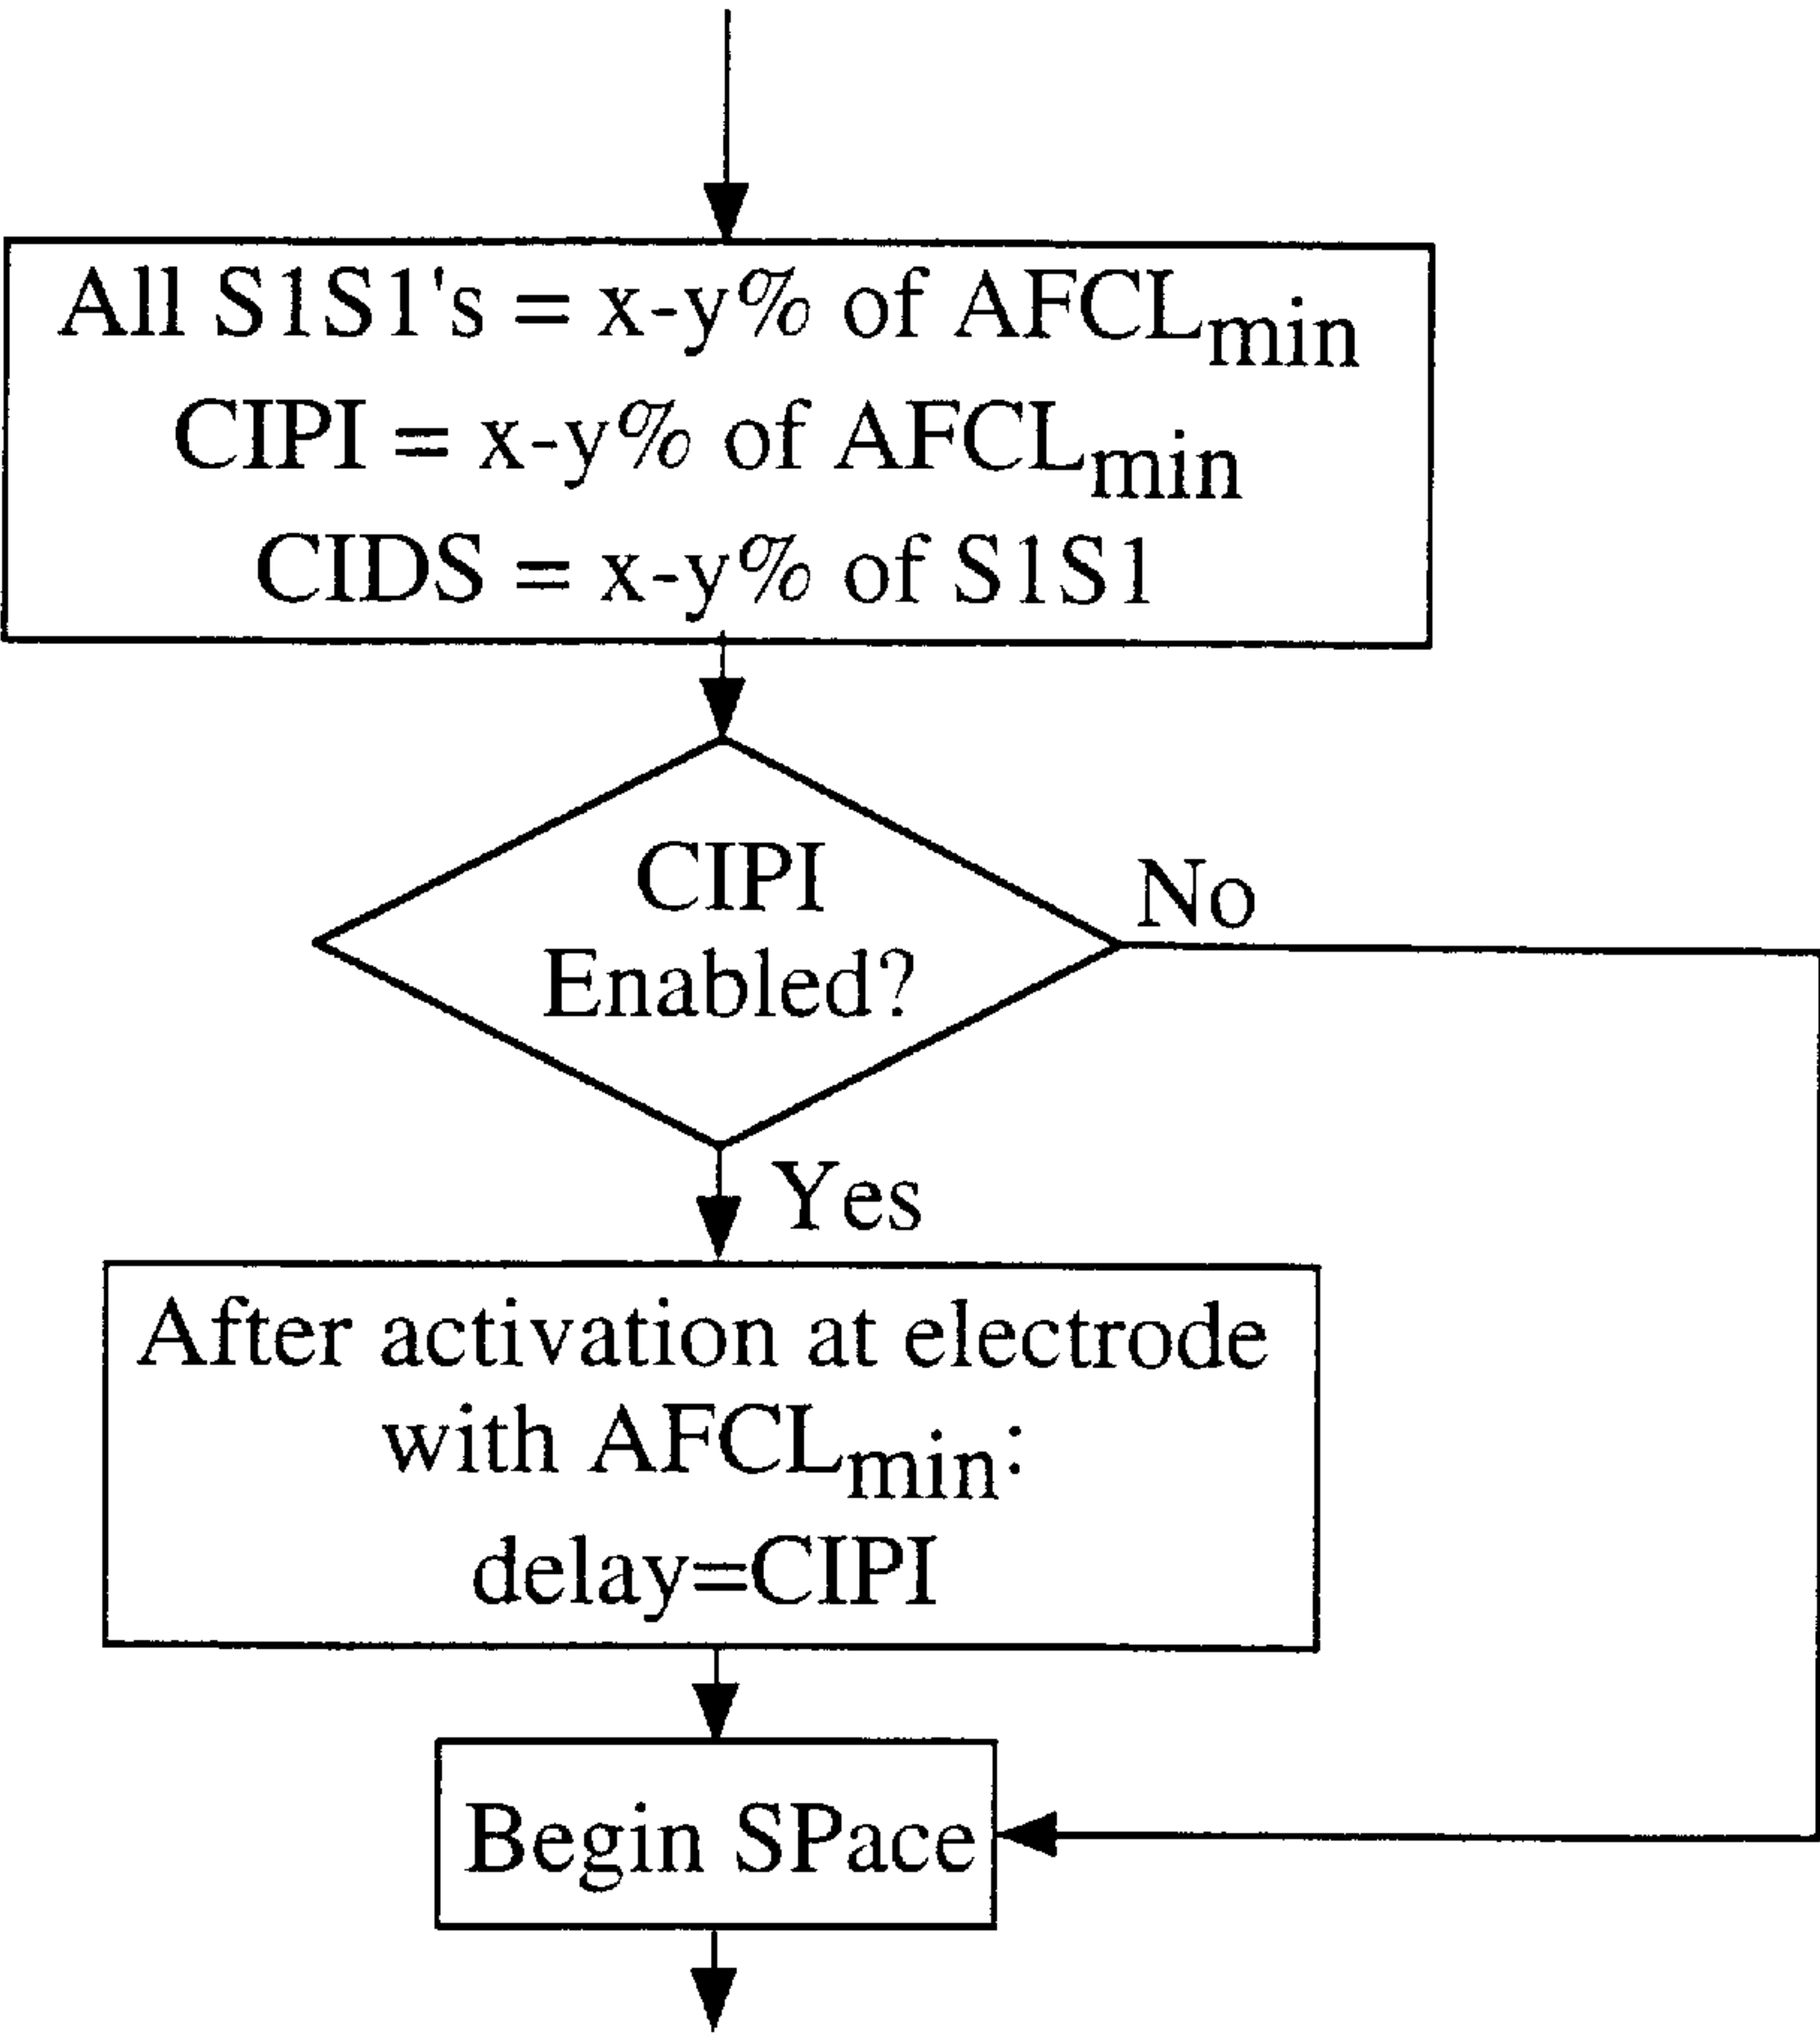 All S1S1's = x-y% of AFCLmin
CIPI = x-y% of AFCLmin
CIDS = x-y% of S1S1
CIPI
Enabled?
No
Yes
After activation at electrode
with AFCLmin:
delay=CIPI
Begin SPace